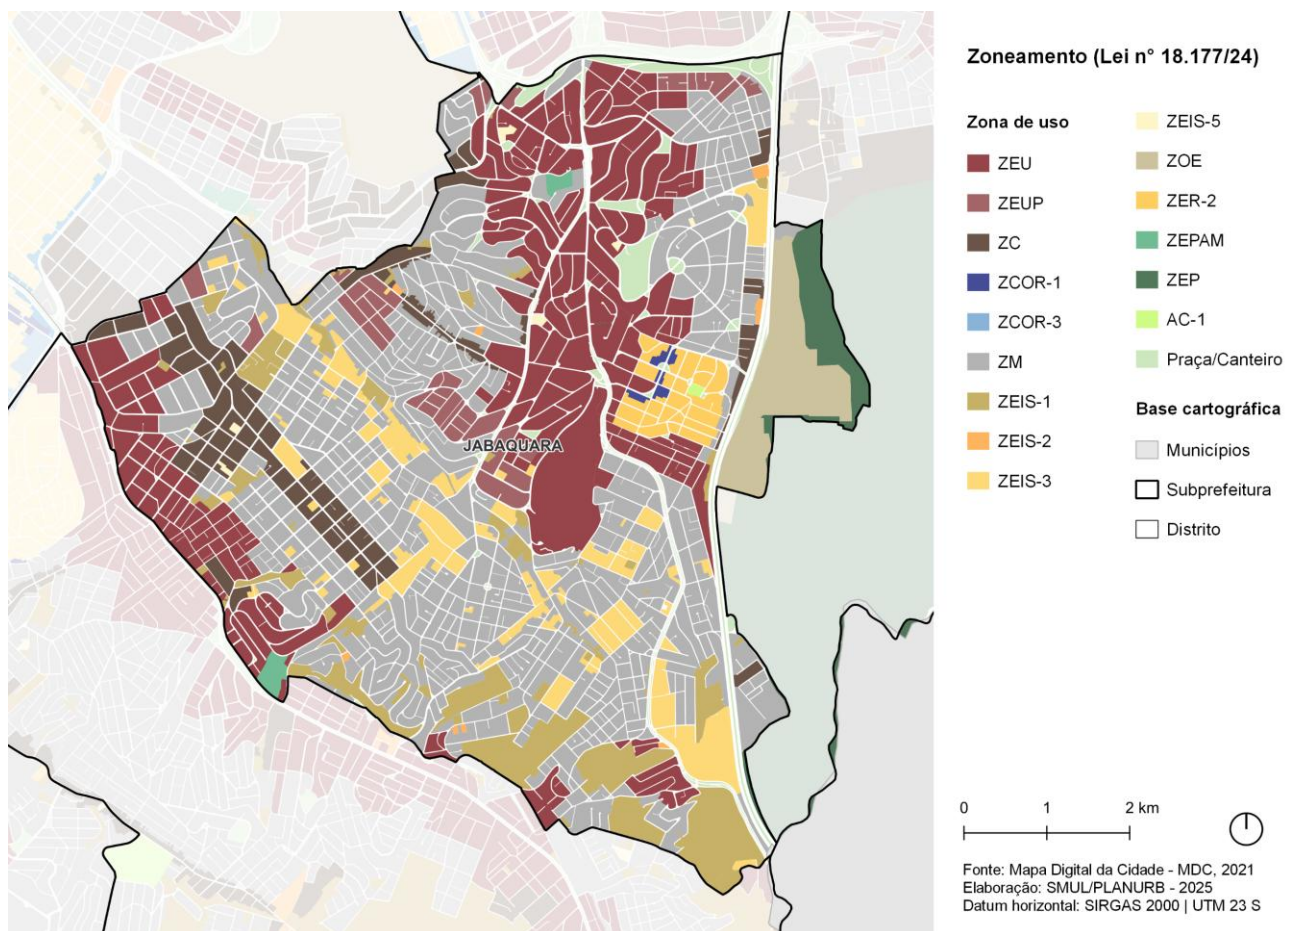 Zoneamento (Lei n° 18.177/24)
Zona de uso
ZEU
ZEUP
ZC
ZCOR-1
ZCOR-3
ZM
ZEIS-1
ZEIS-2
ZEIS-3
ZEIS-5
ZOE
ZER-2
ZEPAM
ZEP
AC-1
Praça/Canteiro
Base cartográfica
Municípios
Subprefeitura
Distrito
JABAQUARA
0 1 2 km
Fonte: Mapa Digital da Cidade - MDC, 2021
Elaboração: SMUL/PLANURB - 2025
Datum horizontal: SIRGAS 2000 | UTM 23 S